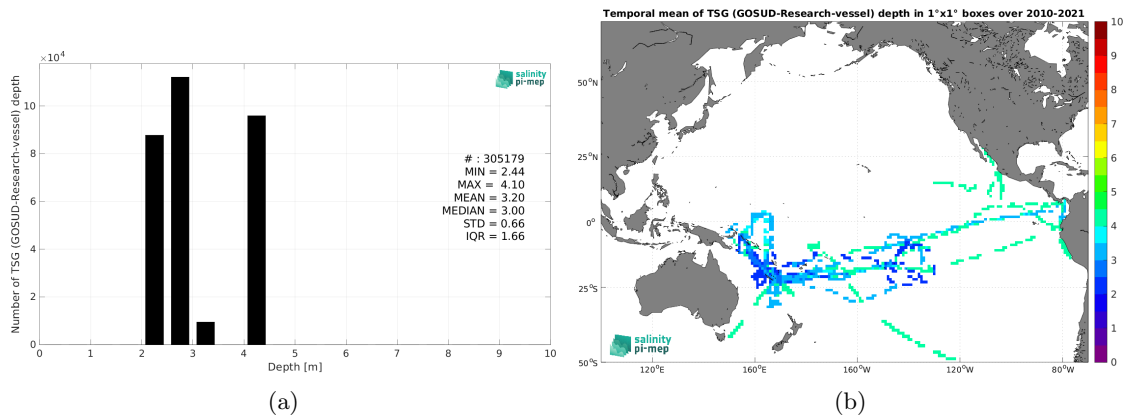 ×10⁴
Number of TSG (GOSUD-Research-vessel) depth
10
8
6
4
2
0
0 1 2 3 4 5 6 7 8 9 10
Depth [m]
salinity
pi-mep
# : 305179
MIN = 2.44
MAX = 4.10
MEAN = 3.20
MEDIAN = 3.00
STD = 0.66
IQR = 1.66
(a)
Temporal mean of TSG (GOSUD-Research-vessel) depth in 1°x1° boxes over 2010-2021
50°N
25°N
0°
25°S
50°S
120°E 160°E 160°W 120°W 80°W
salinity
pi-mep
10
9
8
7
6
5
4
3
2
1
0
(b)